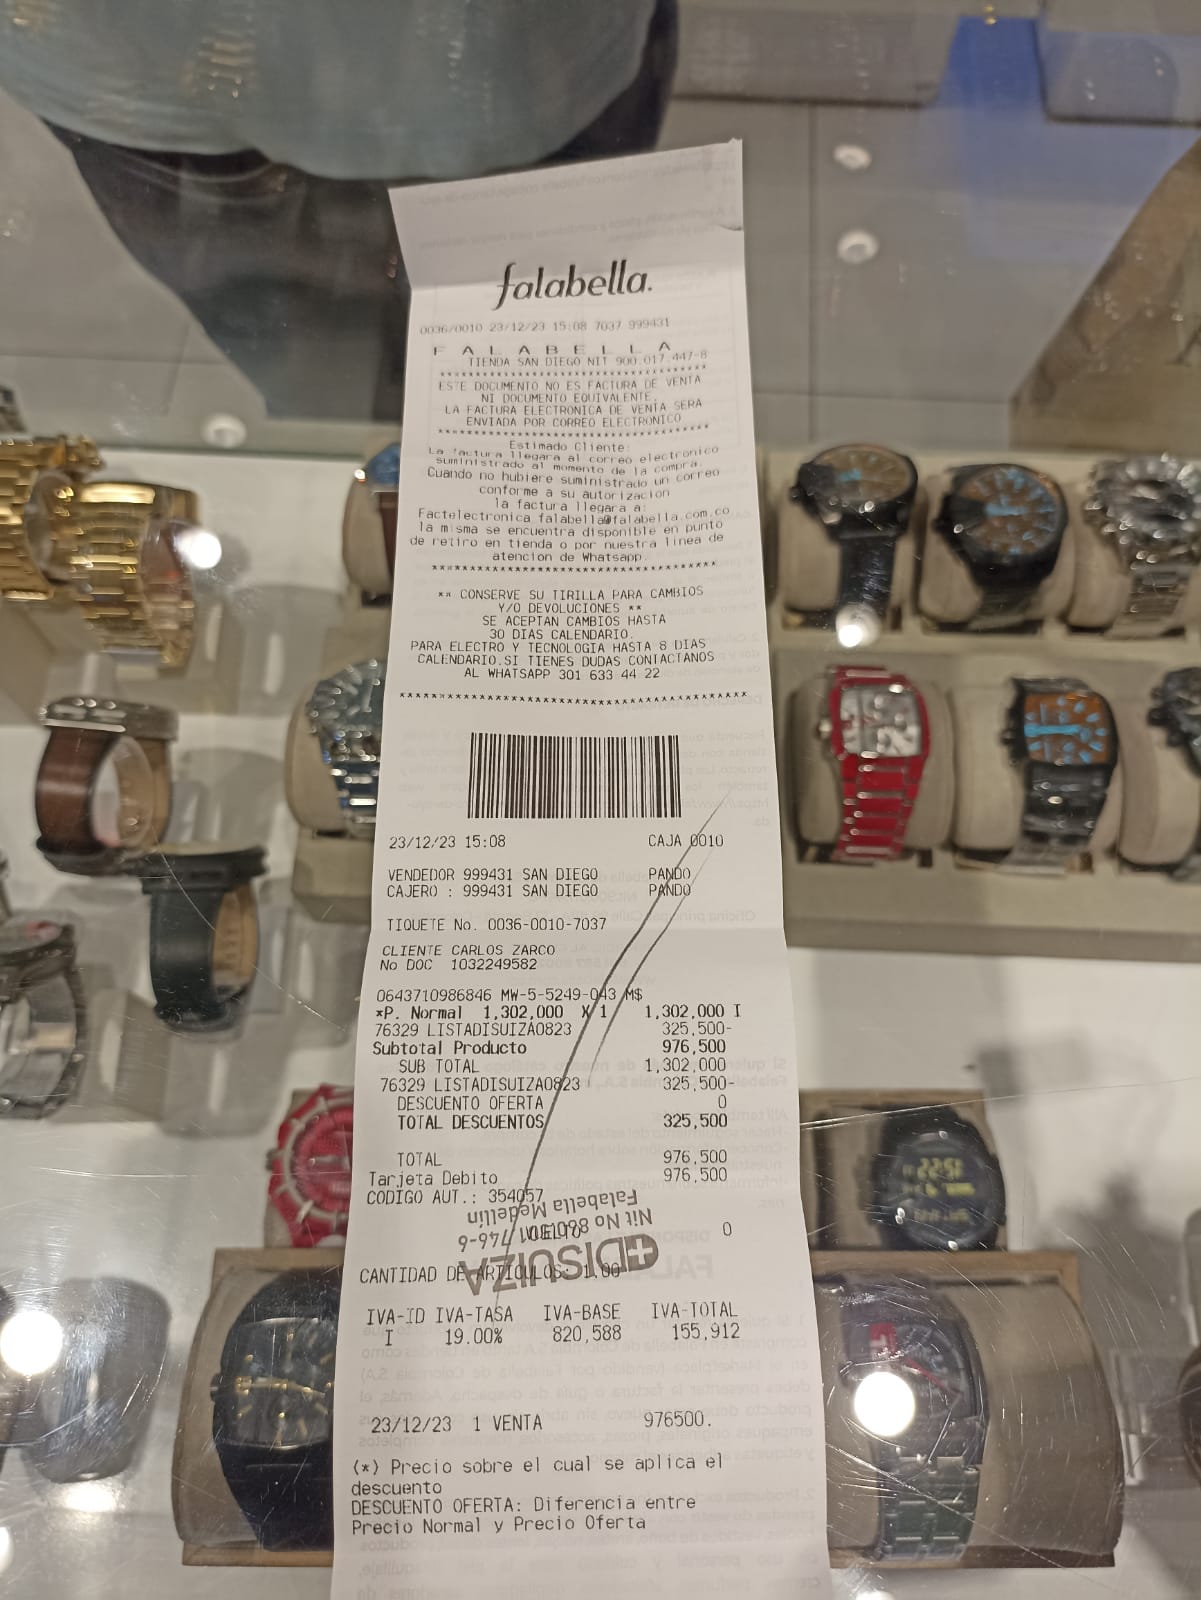 falabella.
0036/0010 23/12/23 15:08 7037 999431
F A L A B E L L A
TIENDA SAN DIEGO NIT 900.017.447-8
************************************
ESTE DOCUMENTO NO ES FACTURA DE VENTA
NI DOCUMENTO EQUIVALENTE.
LA FACTURA ELECTRONICA DE VENTA SERA
ENVIADA POR CORREO ELECTRONICO
************************************
Estimado Cliente:
La factura llegara al correo electronico
suministrado al momento de la compra.
Cuando no hubiere suministrado un correo
conforme a su autorizacion
la factura llegara a:
Factelectronica_falabella@falabella.com.co
la misma se encuentra disponible en punto
de retiro en tienda o por nuestra linea de
atencion de Whatsapp.
**************************************
** CONSERVE SU TIRILLA PARA CAMBIOS
Y/O DEVOLUCIONES **
SE ACEPTAN CAMBIOS HASTA
30 DIAS CALENDARIO.
PARA ELECTRO Y TECNOLOGIA HASTA 8 DIAS
CALENDARIO.SI TIENES DUDAS CONTACTANOS
AL WHATSAPP 301 633 44 22
**********************************************
23/12/23 15:08 CAJA 0010
VENDEDOR 999431 SAN DIEGO PANDO
CAJERO : 999431 SAN DIEGO PANDO
TIQUETE No. 0036-0010-7037
CLIENTE CARLOS ZARCO
No DOC 1032249582
0643710986846 MW-5-5249-043 M$
*P. Normal 1,302,000 X 1 1,302,000 I
76329 LISTADISUIZA0823 325,500-
Subtotal Producto 976,500
SUB TOTAL 1,302,000
76329 LISTADISUIZA0823 325,500-
DESCUENTO OFERTA 0
TOTAL DESCUENTOS 325,500
TOTAL 976,500
Tarjeta Debito 976,500
CODIGO AUT.: 354057
VUELTO 0
CANTIDAD DE ARTICULOS: 1.00
DISUIZA
Nit No 860.301.746-6
Falabella Medellín
IVA-ID IVA-TASA IVA-BASE IVA-TOTAL
I 19.00% 820,588 155,912
23/12/23 1 VENTA 976500.
(*) Precio sobre el cual se aplica el
descuento
DESCUENTO OFERTA: Diferencia entre
Precio Normal y Precio Oferta